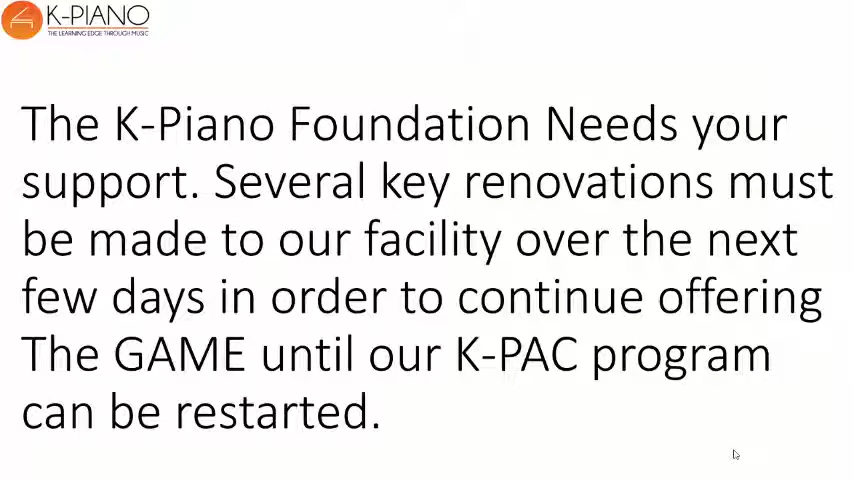 K-PIANO
THE LEARNING EDGE THROUGH MUSIC
The K-Piano Foundation Needs your
support. Several key renovations must
be made to our facility over the next
few days in order to continue offering
The GAME until our K-PAC program
can be restarted.